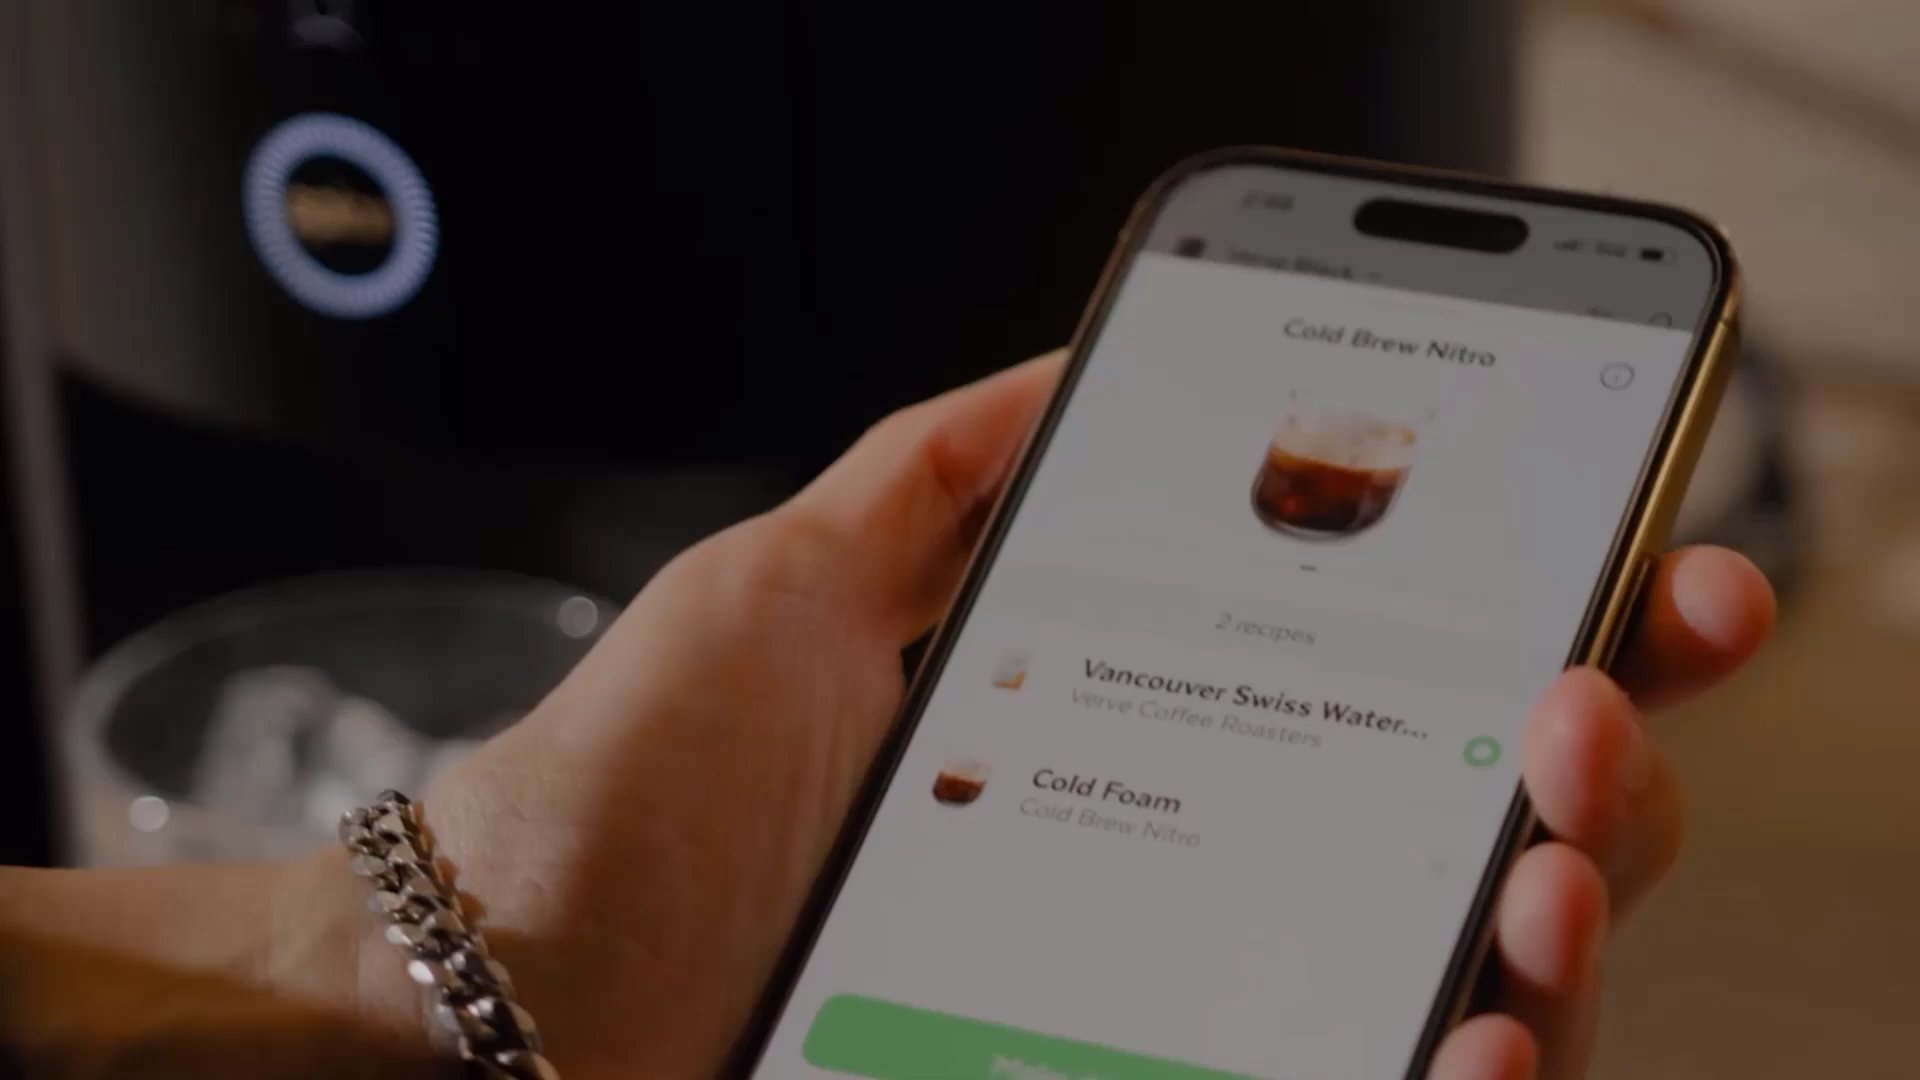 Cold Brew Nitro
2 recipes
Vancouver Swiss Water...
Verve Coffee Roasters
Cold Foam
Cold Brew Nitro